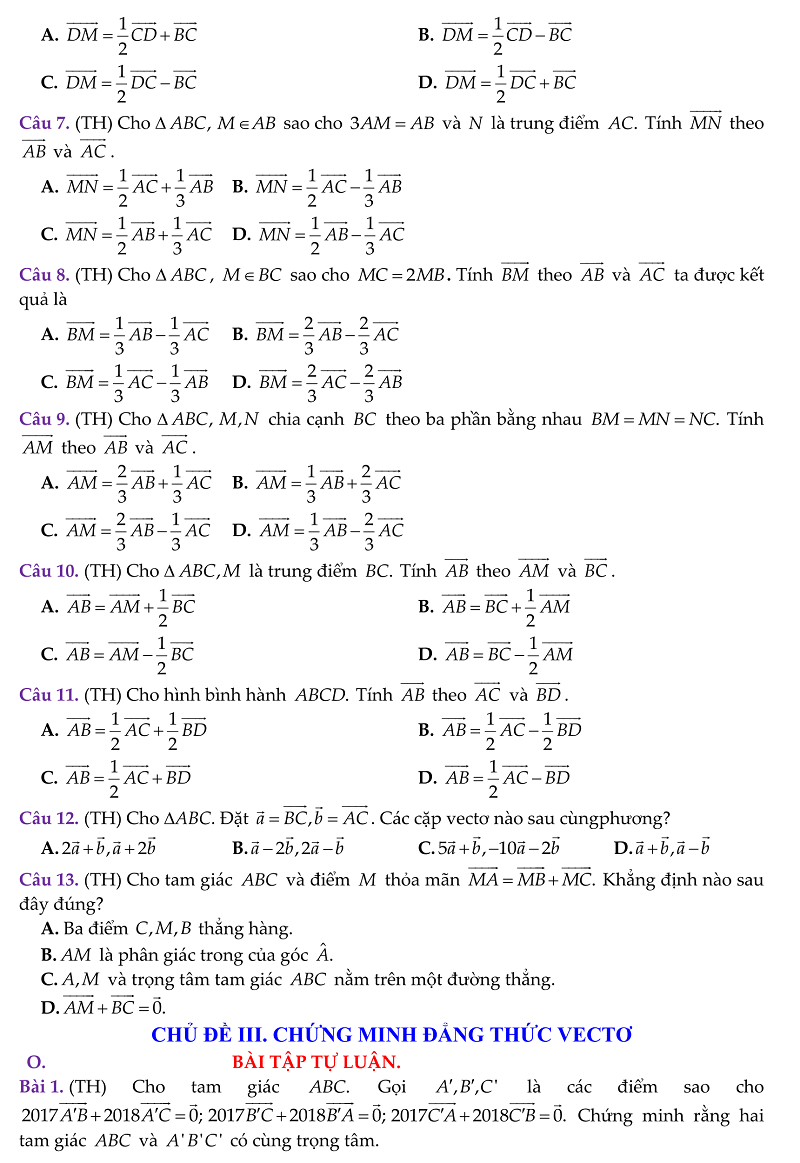 A. $\overrightarrow{DM}=\frac{1}{2}\overrightarrow{CD}+\overrightarrow{BC}$ B. $\overrightarrow{DM}=\frac{1}{2}\overrightarrow{CD}-\overrightarrow{BC}$
C. $\overrightarrow{DM}=\frac{1}{2}\overrightarrow{DC}-\overrightarrow{BC}$ D. $\overrightarrow{DM}=\frac{1}{2}\overrightarrow{DC}+\overrightarrow{BC}$
Câu 7. (TH) Cho Δ ABC, M ∈ AB sao cho 3AM = AB và N là trung điểm AC. Tính $\overrightarrow{MN}$ theo
$\overrightarrow{AB}$ và $\overrightarrow{AC}$ .
A. $\overrightarrow{MN}=\frac{1}{2}\overrightarrow{AC}+\frac{1}{3}\overrightarrow{AB}$ B. $\overrightarrow{MN}=\frac{1}{2}\overrightarrow{AC}-\frac{1}{3}\overrightarrow{AB}$
C. $\overrightarrow{MN}=\frac{1}{2}\overrightarrow{AB}+\frac{1}{3}\overrightarrow{AC}$ D. $\overrightarrow{MN}=\frac{1}{2}\overrightarrow{AB}-\frac{1}{3}\overrightarrow{AC}$
Câu 8. (TH) Cho Δ ABC , M ∈ BC sao cho MC = 2MB. Tính $\overrightarrow{BM}$ theo $\overrightarrow{AB}$ và $\overrightarrow{AC}$ ta được kết
quả là
A. $\overrightarrow{BM}=\frac{1}{3}\overrightarrow{AB}-\frac{1}{3}\overrightarrow{AC}$ B. $\overrightarrow{BM}=\frac{2}{3}\overrightarrow{AB}-\frac{2}{3}\overrightarrow{AC}$
C. $\overrightarrow{BM}=\frac{1}{3}\overrightarrow{AC}-\frac{1}{3}\overrightarrow{AB}$ D. $\overrightarrow{BM}=\frac{2}{3}\overrightarrow{AC}-\frac{2}{3}\overrightarrow{AB}$
Câu 9. (TH) Cho Δ ABC, M,N chia cạnh BC theo ba phần bằng nhau BM = MN = NC. Tính
$\overrightarrow{AM}$ theo $\overrightarrow{AB}$ và $\overrightarrow{AC}$ .
A. $\overrightarrow{AM}=\frac{2}{3}\overrightarrow{AB}+\frac{1}{3}\overrightarrow{AC}$ B. $\overrightarrow{AM}=\frac{1}{3}\overrightarrow{AB}+\frac{2}{3}\overrightarrow{AC}$
C. $\overrightarrow{AM}=\frac{2}{3}\overrightarrow{AB}-\frac{1}{3}\overrightarrow{AC}$ D. $\overrightarrow{AM}=\frac{1}{3}\overrightarrow{AB}-\frac{2}{3}\overrightarrow{AC}$
Câu 10. (TH) Cho Δ ABC,M là trung điểm BC. Tính $\overrightarrow{AB}$ theo $\overrightarrow{AM}$ và $\overrightarrow{BC}$ .
A. $\overrightarrow{AB}=\overrightarrow{AM}+\frac{1}{2}\overrightarrow{BC}$ B. $\overrightarrow{AB}=\overrightarrow{BC}+\frac{1}{2}\overrightarrow{AM}$
C. $\overrightarrow{AB}=\overrightarrow{AM}-\frac{1}{2}\overrightarrow{BC}$ D. $\overrightarrow{AB}=\overrightarrow{BC}-\frac{1}{2}\overrightarrow{AM}$
Câu 11. (TH) Cho hình bình hành ABCD. Tính $\overrightarrow{AB}$ theo $\overrightarrow{AC}$ và $\overrightarrow{BD}$ .
A. $\overrightarrow{AB}=\frac{1}{2}\overrightarrow{AC}+\frac{1}{2}\overrightarrow{BD}$ B. $\overrightarrow{AB}=\frac{1}{2}\overrightarrow{AC}-\frac{1}{2}\overrightarrow{BD}$
C. $\overrightarrow{AB}=\frac{1}{2}\overrightarrow{AC}+\overrightarrow{BD}$ D. $\overrightarrow{AB}=\frac{1}{2}\overrightarrow{AC}-\overrightarrow{BD}$
Câu 12. (TH) Cho ΔABC. Đặt $\vec{a}=\overrightarrow{BC},\vec{b}=\overrightarrow{AC}$. Các cặp vectơ nào sau cùngphương?
A. $2\vec{a}+\vec{b},\vec{a}+2\vec{b}$ B. $\vec{a}-2\vec{b},2\vec{a}-\vec{b}$ C. $5\vec{a}+\vec{b},-10\vec{a}-2\vec{b}$ D. $\vec{a}+\vec{b},\vec{a}-\vec{b}$
Câu 13. (TH) Cho tam giác ABC và điểm M thỏa mãn $\overrightarrow{MA}=\overrightarrow{MB}+\overrightarrow{MC}$. Khẳng định nào sau
đây đúng?
A. Ba điểm C,M,B thẳng hàng.
B. AM là phân giác trong của góc Â.
C. A,M và trọng tâm tam giác ABC nằm trên một đường thẳng.
D. $\overrightarrow{AM}+\overrightarrow{BC}=\vec{0}$.
CHỦ ĐỀ III. CHỨNG MINH ĐẲNG THỨC VECTƠ
O. BÀI TẬP TỰ LUẬN.
Bài 1. (TH) Cho tam giác ABC. Gọi A',B',C' là các điểm sao cho
$2017\overrightarrow{A'B}+2018\overrightarrow{A'C}=\vec{0}; 2017\overrightarrow{B'C}+2018\overrightarrow{B'A}=\vec{0}; 2017\overrightarrow{C'A}+2018\overrightarrow{C'B}=\vec{0}$. Chứng minh rằng hai
tam giác ABC và A'B'C' có cùng trọng tâm.